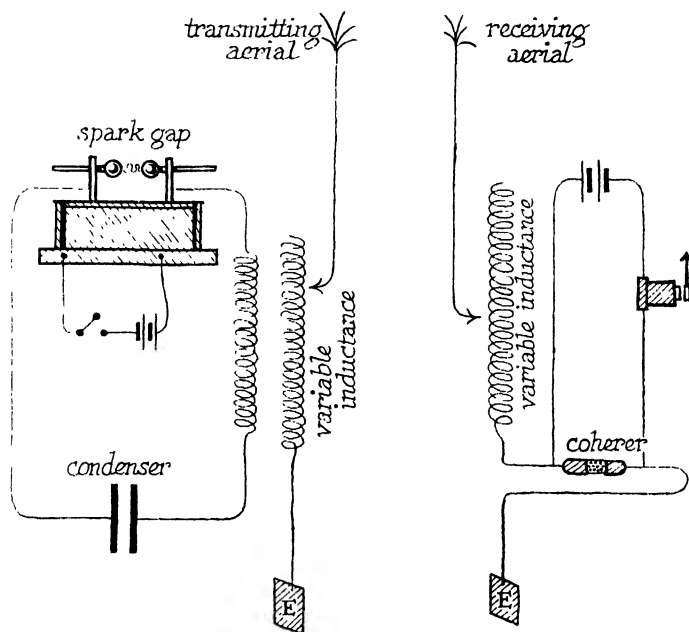 transmitting
aerial
receiving
aerial
spark gap
variable
inductance
variable inductance
condenser
coherer
E
E